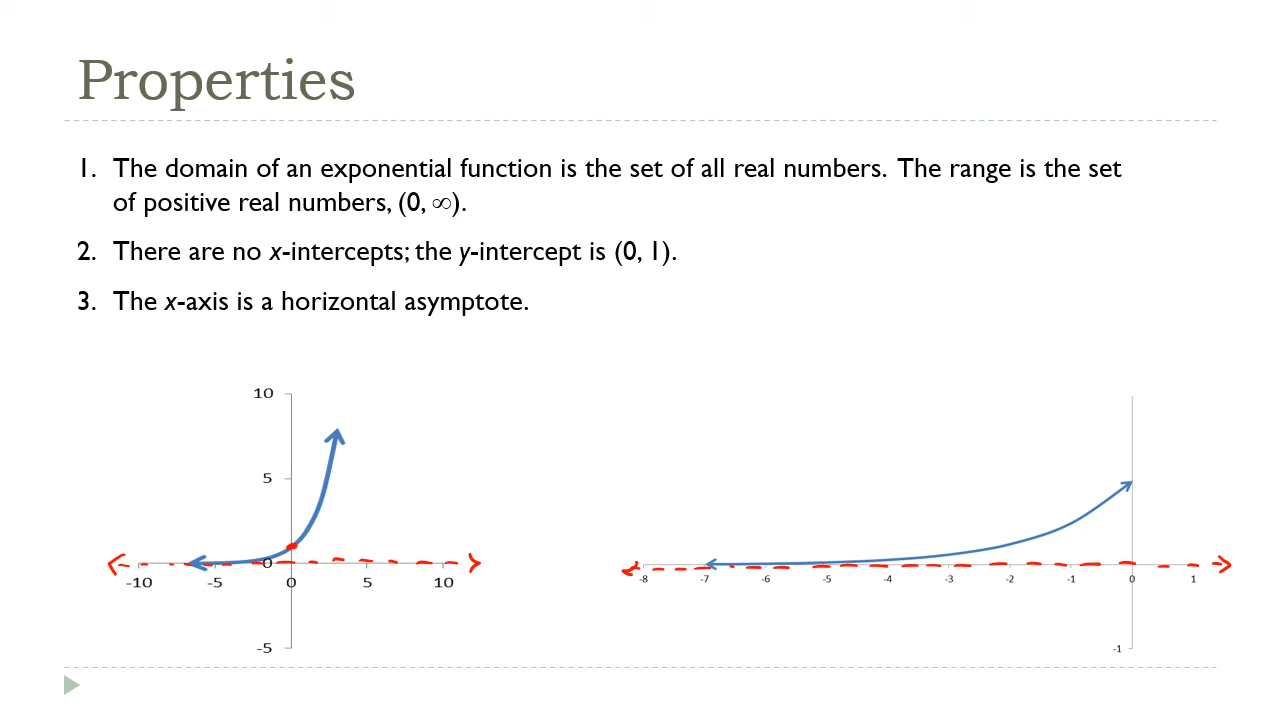 Properties
1. The domain of an exponential function is the set of all real numbers. The range is the set
of positive real numbers, (0, ∞).
2. There are no x-intercepts; the y-intercept is (0, 1).
3. The x-axis is a horizontal asymptote.
10
5
0
-10 -5 0 5 10
-5
-8 -7 -6 -5 -4 -3 -2 -1 0 1
-1